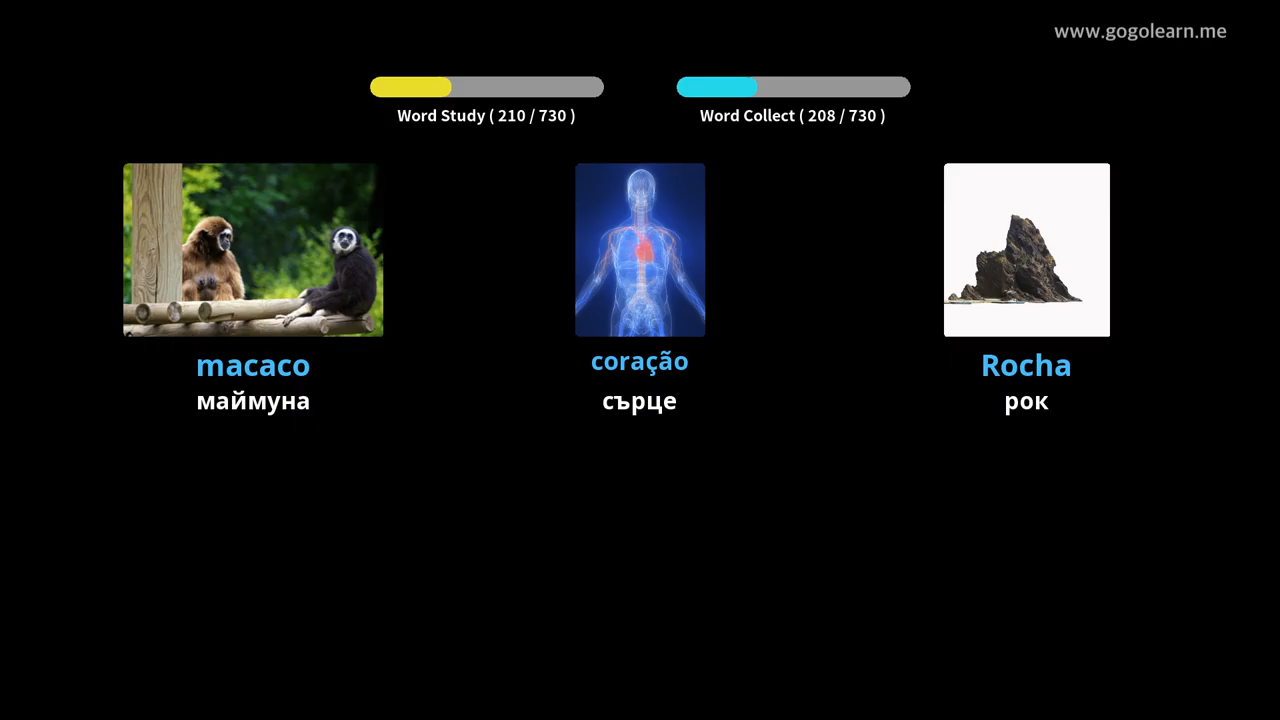 www.gogolearn.me
Word Study ( 210 / 730 )
Word Collect ( 208 / 730 )
macaco
маймуна
coração
сърце
Rocha
рок